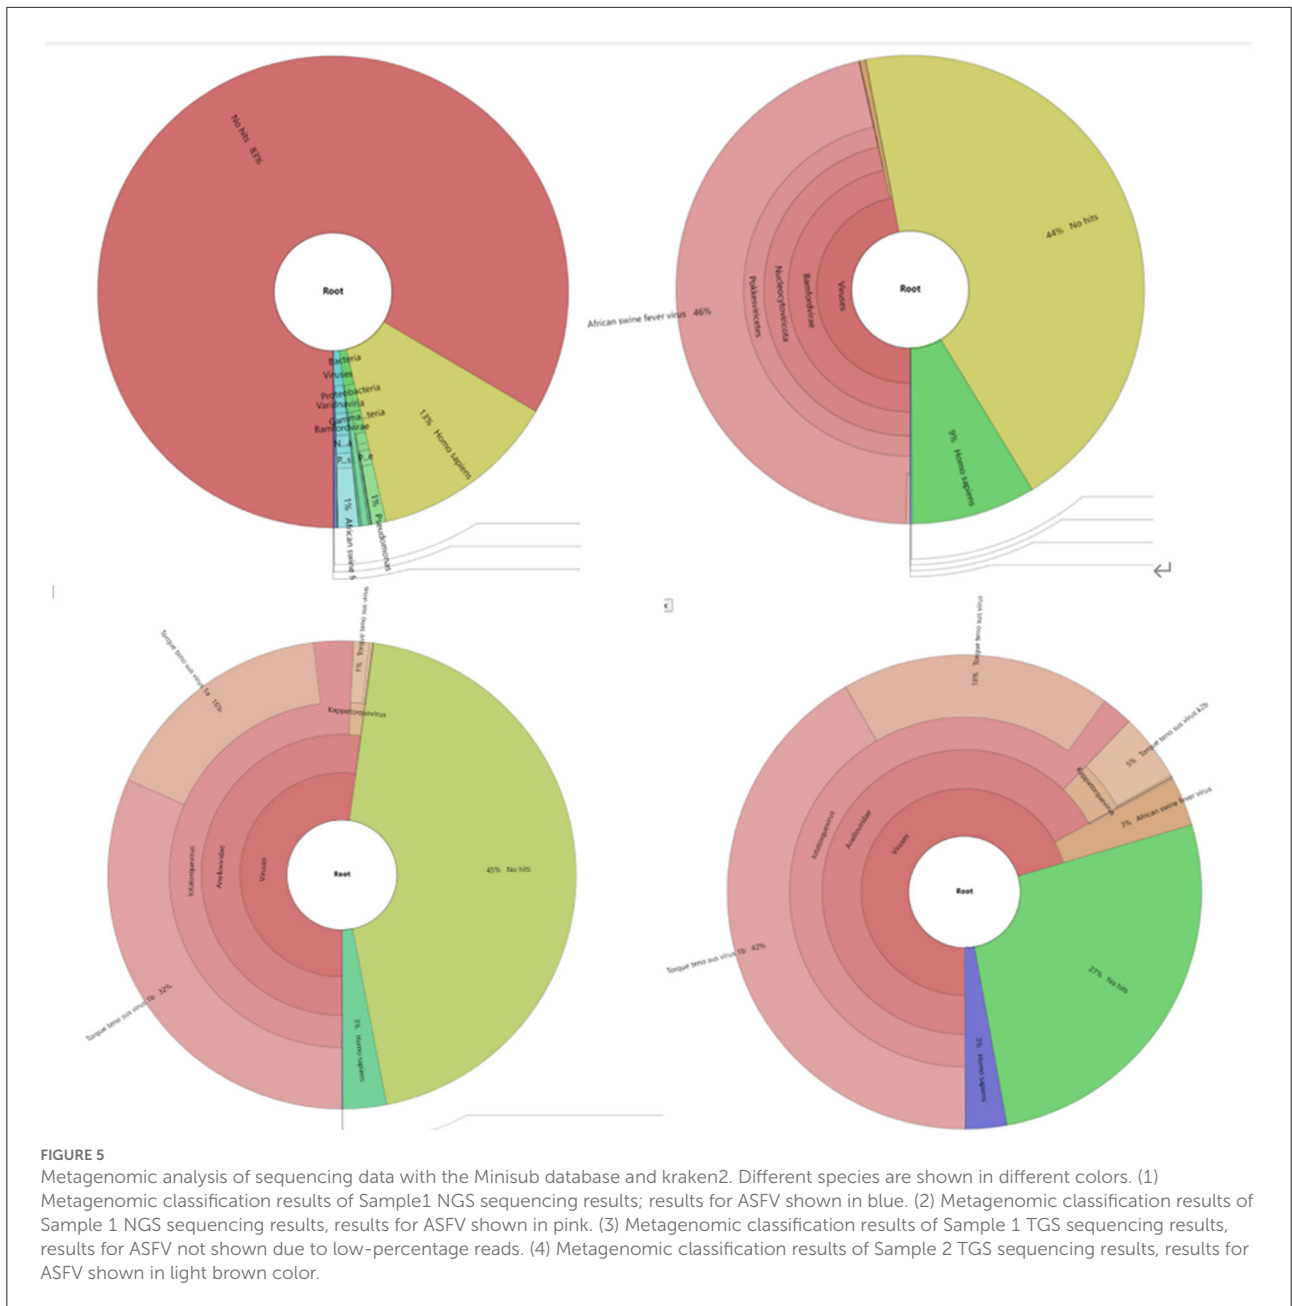 No hits 83%
Root
Bacteria
Viruses
Proteobacteria
Varidnaviria
Gamma...teria
Bamfordvirae
N...a
P...s
P...e
13% Homo sapiens
1% African swine f
1% Pseudomonas
Root
Viruses
Bamfordvirae
Nucleocytoviricota
Pokkesviricetes
African swine fever virus 46%
44% No hits
9% Homo sapiens
Torque teno sus virus 1a 15%
1% Torque teno sus virus
Kappatorquevirus
Iotatorquevirus
Anelloviridae
Viruses
Root
45% No hits
Torque teno sus virus 1b 32%
3% Homo sapiens
18% Torque teno sus virus
5% Torque teno sus virus k2b
Kappatorquevirus
3% African swine fever virus
Iotatorquevirus
Anelloviridae
Viruses
Root
Torque teno sus virus 1b 42%
27% No hits
3% Homo sapiens
FIGURE 5
Metagenomic analysis of sequencing data with the Minisub database and kraken2. Different species are shown in different colors. (1)
Metagenomic classification results of Sample1 NGS sequencing results; results for ASFV shown in blue. (2) Metagenomic classification results of
Sample 1 NGS sequencing results, results for ASFV shown in pink. (3) Metagenomic classification results of Sample 1 TGS sequencing results,
results for ASFV not shown due to low-percentage reads. (4) Metagenomic classification results of Sample 2 TGS sequencing results, results for
ASFV shown in light brown color.